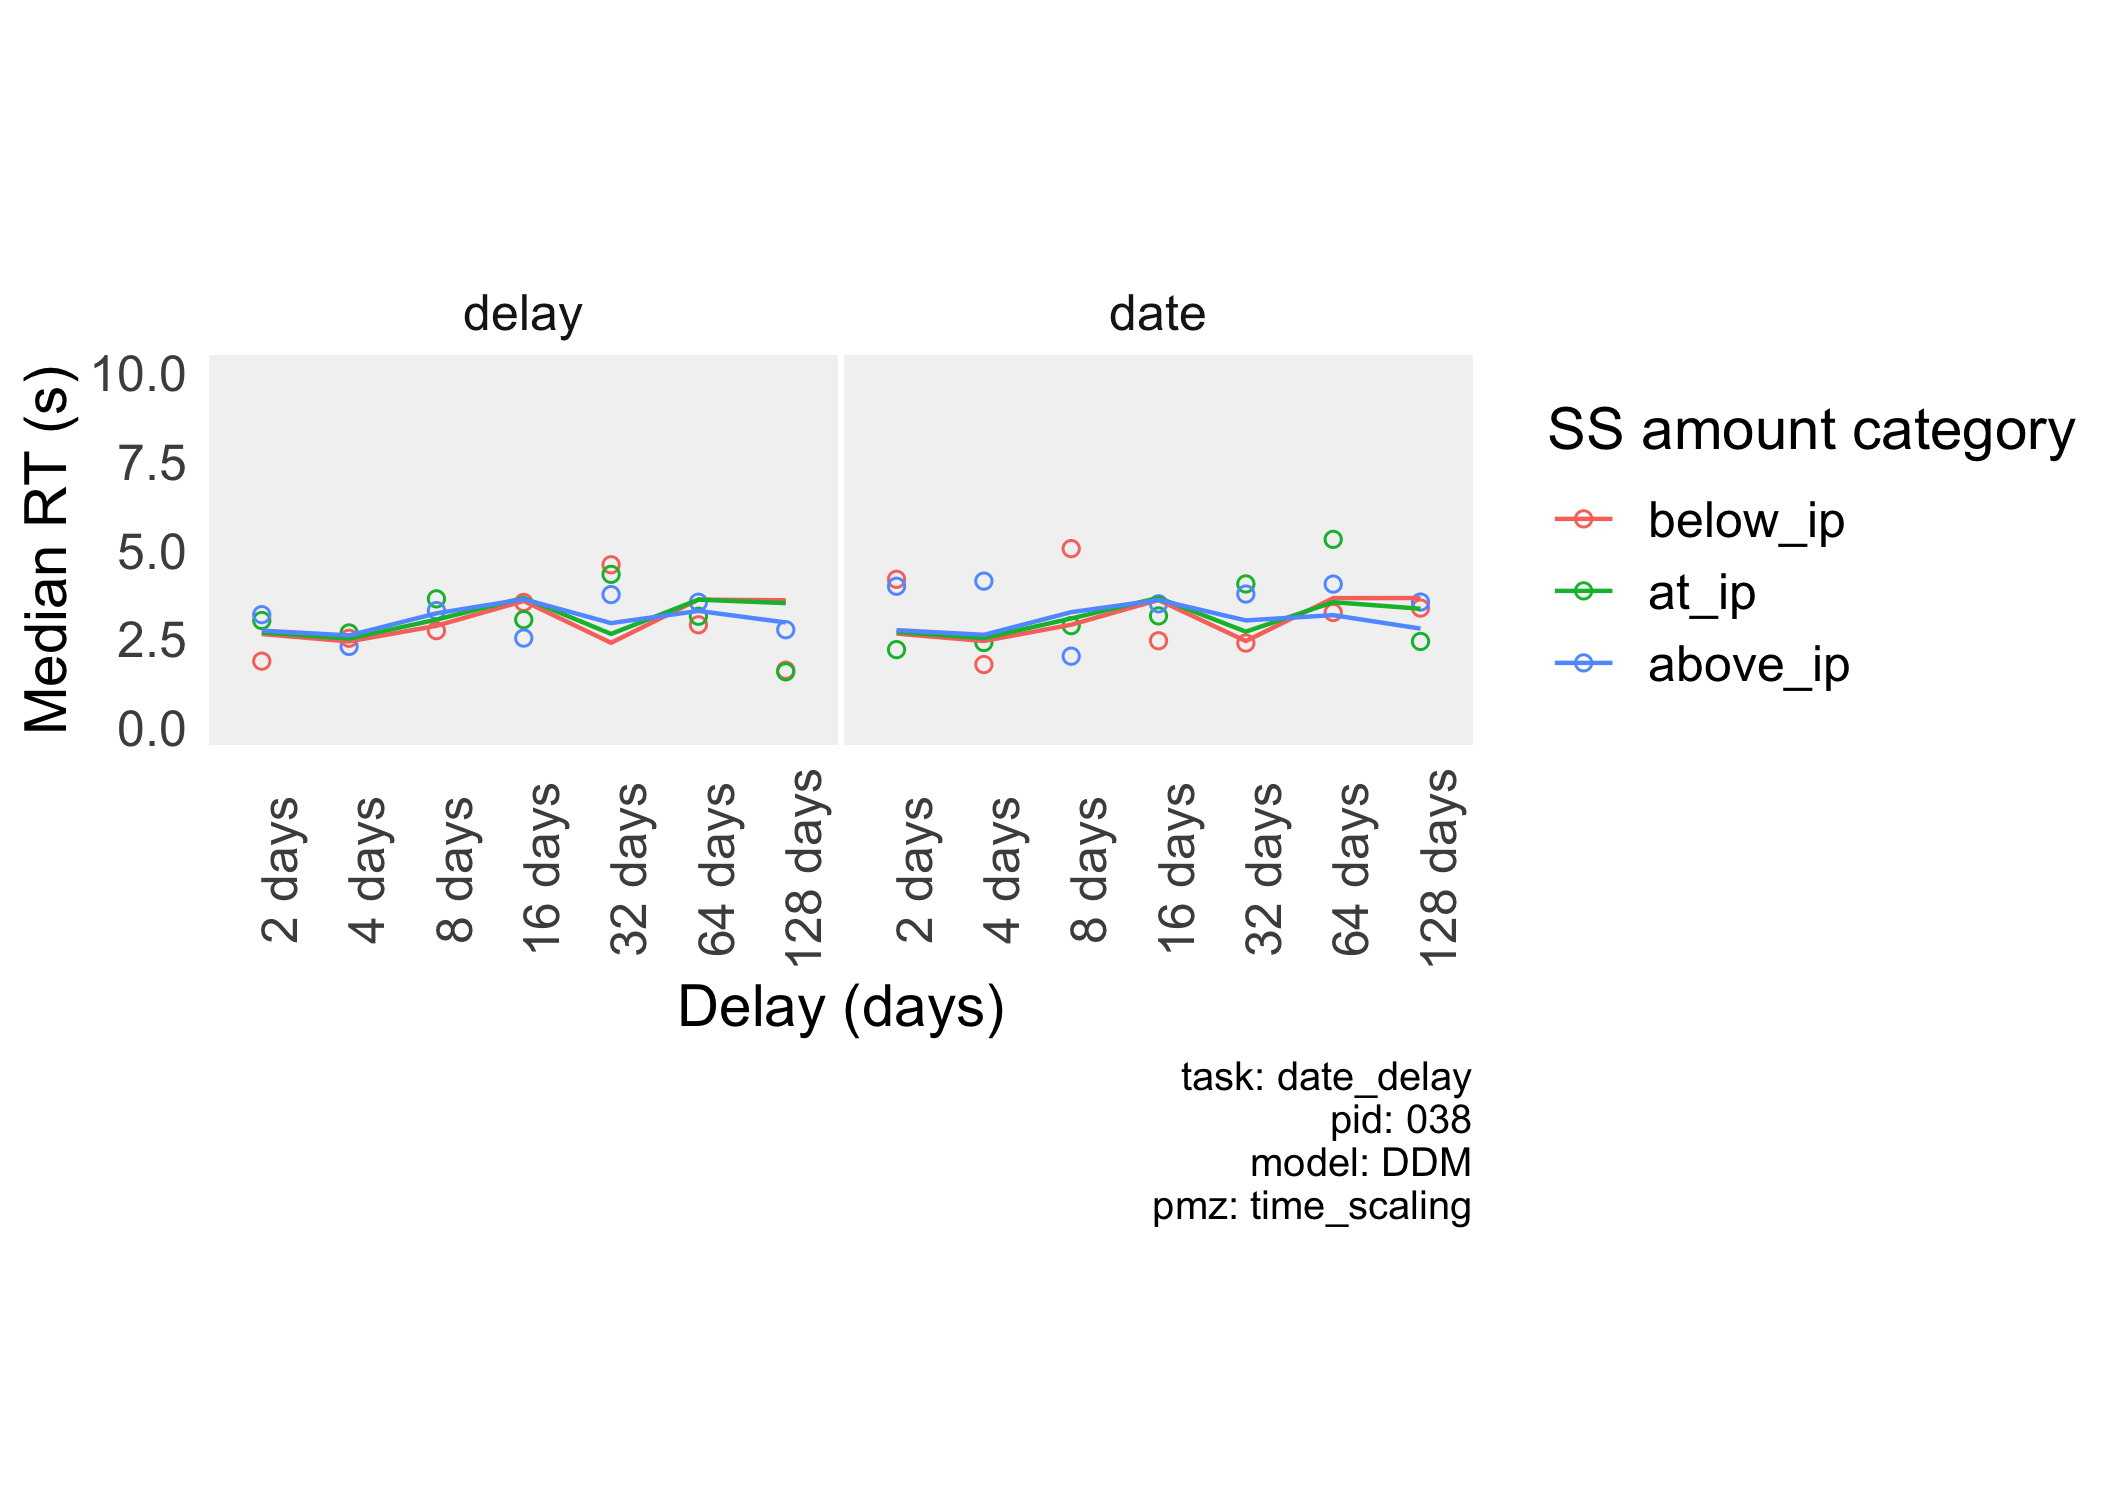 delay
date
Median RT (s)
10.0
7.5
5.0
2.5
0.0
2 days
4 days
8 days
16 days
32 days
64 days
128 days
2 days
4 days
8 days
16 days
32 days
64 days
128 days
Delay (days)
SS amount category
below_ip
at_ip
above_ip
task: date_delay
pid: 038
model: DDM
pmz: time_scaling